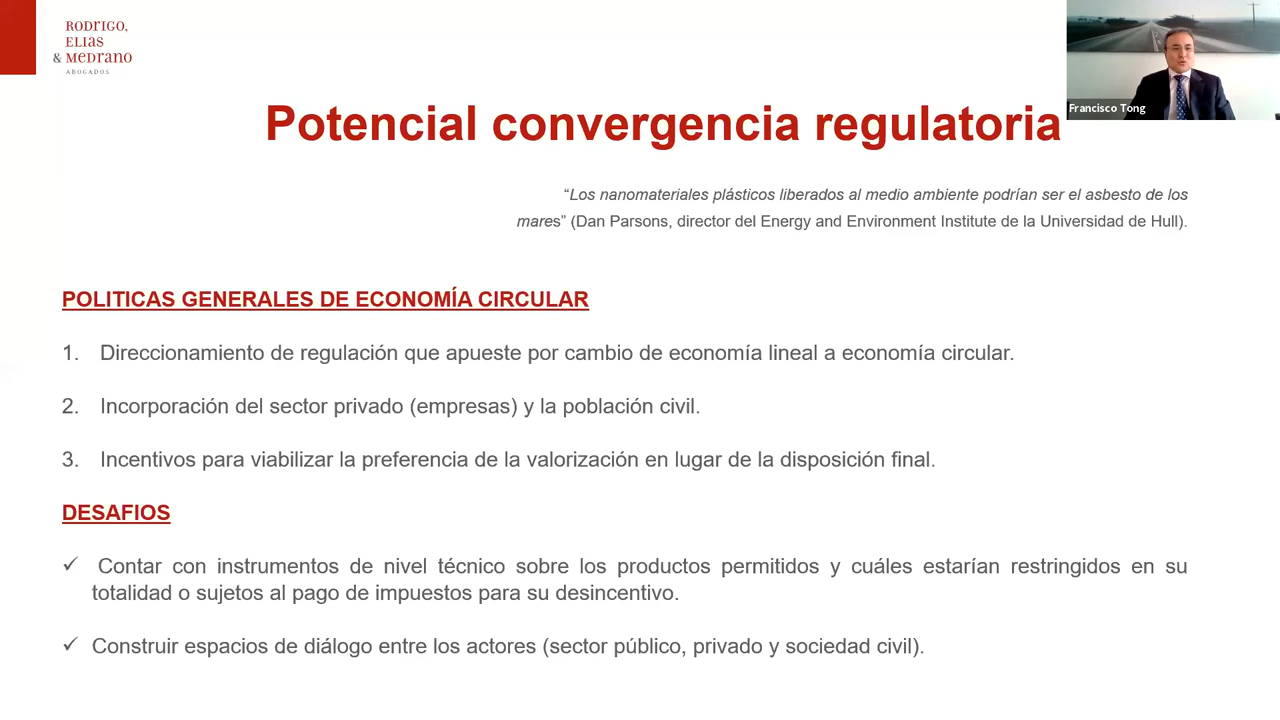 RODRIGO,
ELIAS
& MEDRANO
ABOGADOS
Francisco Tong
Potencial convergencia regulatoria
“Los nanomateriales plásticos liberados al medio ambiente podrían ser el asbesto de los
mares” (Dan Parsons, director del Energy and Environment Institute de la Universidad de Hull).
POLITICAS GENERALES DE ECONOMÍA CIRCULAR
1. Direccionamiento de regulación que apueste por cambio de economía lineal a economía circular.
2. Incorporación del sector privado (empresas) y la población civil.
3. Incentivos para viabilizar la preferencia de la valorización en lugar de la disposición final.
DESAFIOS
✓ Contar con instrumentos de nivel técnico sobre los productos permitidos y cuáles estarían restringidos en su
totalidad o sujetos al pago de impuestos para su desincentivo.
✓ Construir espacios de diálogo entre los actores (sector público, privado y sociedad civil).